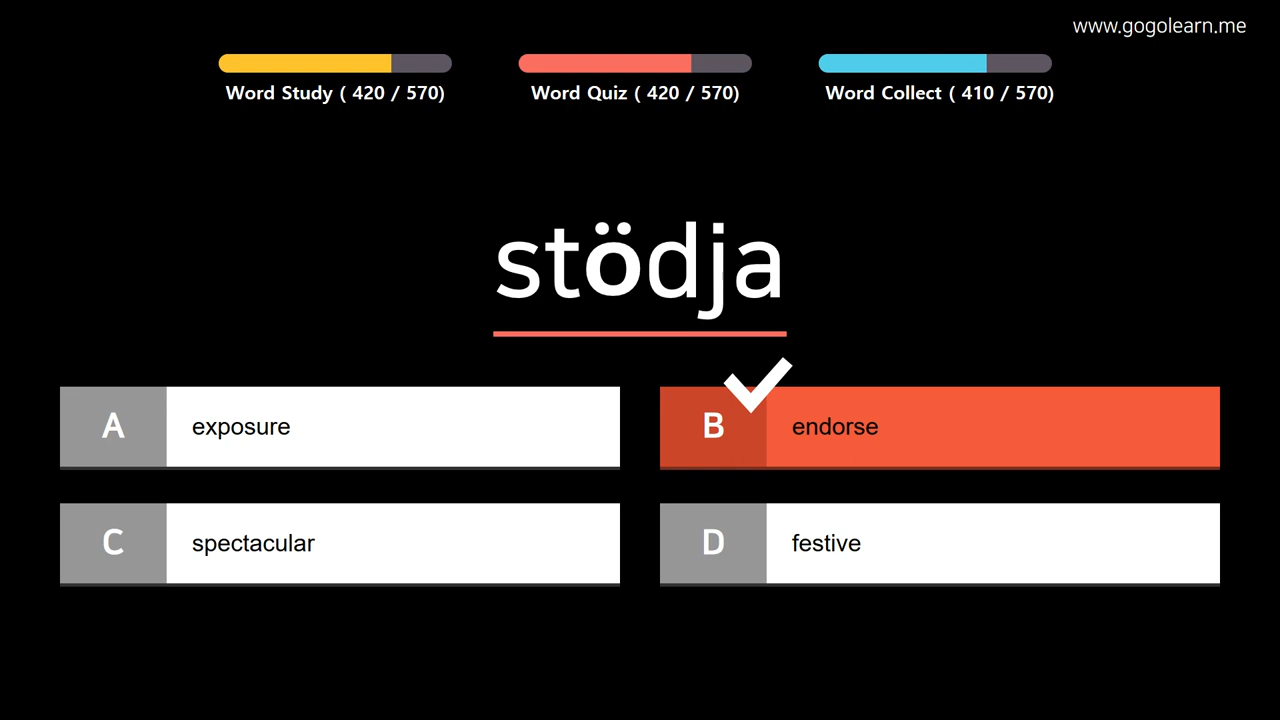 www.gogolearn.me
Word Study ( 420 / 570)
Word Quiz ( 420 / 570)
Word Collect ( 410 / 570)
stödja
A exposure
B endorse
C spectacular
D festive